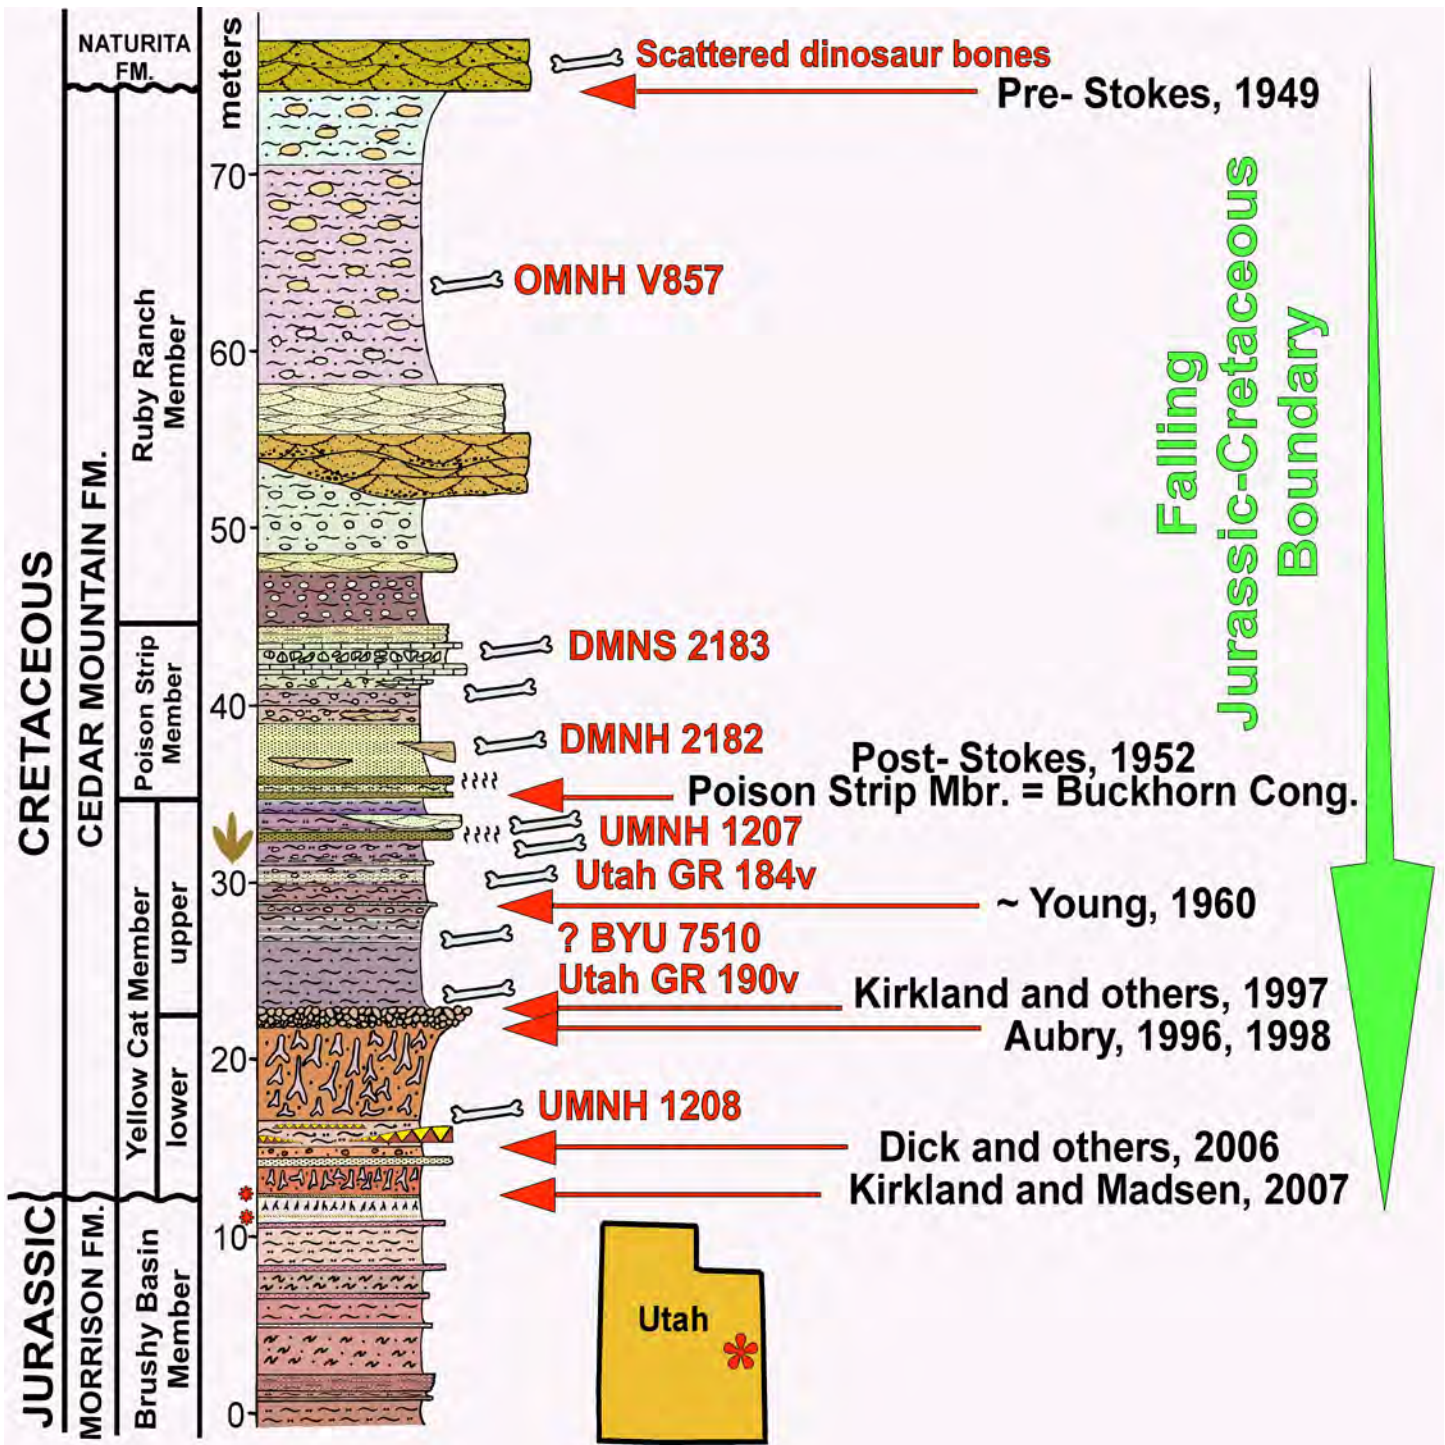 NATURITA
FM.
meters
Scattered dinosaur bones
Pre- Stokes, 1949
70
OMNH V857
Ruby Ranch
Member
60
Falling
Jurassic-Cretaceous
Boundary
50
CRETACEOUS
CEDAR MOUNTAIN FM.
DMNS 2183
Poison Strip
Member
40
DMNH 2182
Post- Stokes, 1952
Poison Strip Mbr. = Buckhorn Cong.
UMNH 1207
Utah GR 184v
30
~ Young, 1960
Yellow Cat Member
upper
? BYU 7510
Utah GR 190v
Kirkland and others, 1997
Aubry, 1996, 1998
20
lower
UMNH 1208
Dick and others, 2006
Kirkland and Madsen, 2007
10
JURASSIC
MORRISON FM.
Brushy Basin
Member
Utah
0